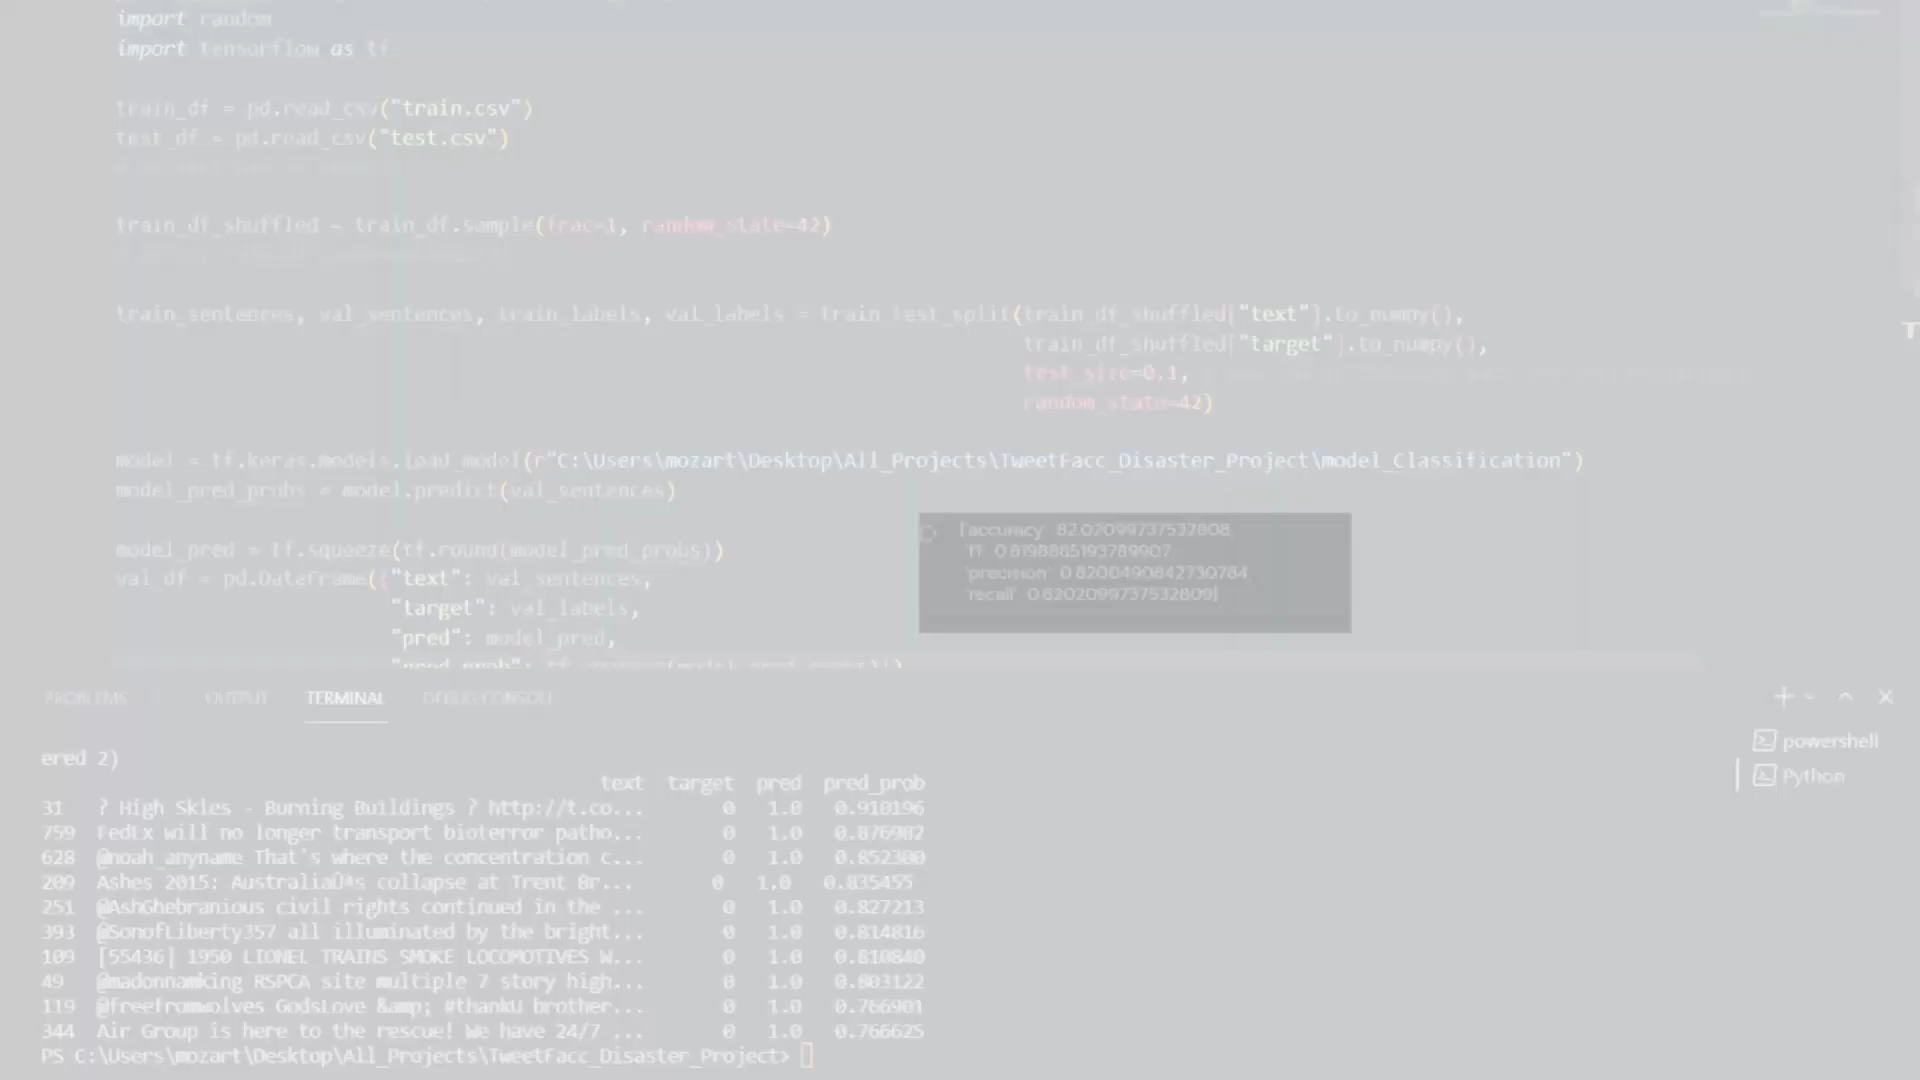 import random
import tensorflow as tf
train_df = pd.read_csv("train.csv")
test_df = pd.read_csv("test.csv")
train_df_shuffled = train_df.sample(frac=1, random_state=42)
train_sentences, val_sentences, train_labels, val_labels = train_test_split(train_df_shuffled["text"].to_numpy(),
train_df_shuffled["target"].to_numpy(),
test_size=0.1,
random_state=42)
model = tf.keras.models.load_model(r"C:\Users\mozart\Desktop\All_Projects\TweetFacc_Disaster_Project\model_Classification")
model_pred_probs = model.predict(val_sentences)
model_pred = tf.squeeze(tf.round(model_pred_probs))
val_df = pd.DataFrame({"text": val_sentences,
"target": val_labels,
"pred": model_pred,
"pred_prob": tf.squeeze(model_pred_probs)})
{'accuracy' 82.02099737532808,
'f1' 0.8198885193789907,
'precision' 0.8200490842730784,
'recall' 0.8202099737532809}
PROBLEMS OUTPUT TERMINAL DEBUG CONSOLE
powershell
Python
ered 2)
text target pred pred_prob
31 ? High Skies - Burning Buildings ? http://t.co... 0 1.0 0.910196
759 FedEx will no longer transport bioterror patho... 0 1.0 0.876982
628 @noah_anyname That's where the concentration c... 0 1.0 0.852300
209 Ashes 2015: AustraliaÛªs collapse at Trent Br... 0 1.0 0.835455
251 @AshGhebranious civil rights continued in the ... 0 1.0 0.827213
393 @SonofLiberty357 all illuminated by the bright... 0 1.0 0.814816
109 [55436] 1950 LIONEL TRAINS SMOKE LOCOMOTIVES W... 0 1.0 0.810840
49 @madonnamking RSPCA site multiple 7 story high... 0 1.0 0.803122
119 @freefromwolves GodsLove &amp; #thankU brother... 0 1.0 0.766901
344 Air Group is here to the rescue! We have 24/7 ... 0 1.0 0.766625
PS C:\Users\mozart\Desktop\All_Projects\TweetFacc_Disaster_Project>